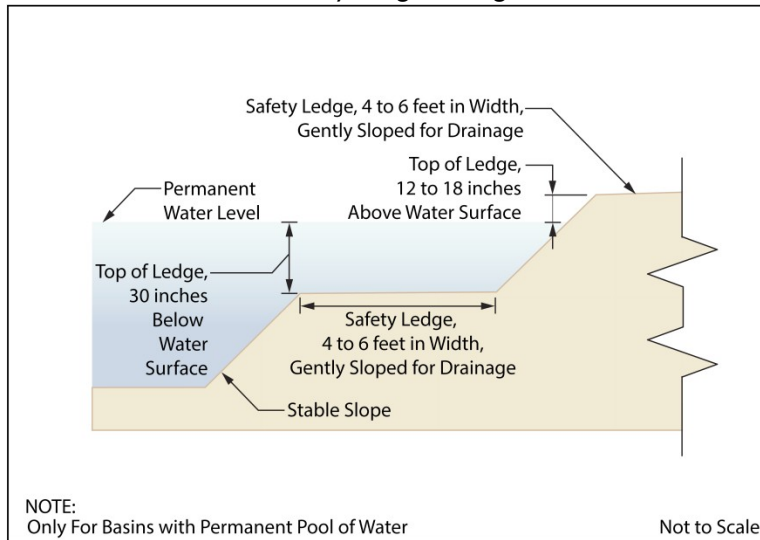 Safety Ledge, 4 to 6 feet in Width,
Gently Sloped for Drainage
Top of Ledge,
12 to 18 inches
Above Water Surface
Permanent
Water Level
Top of Ledge,
30 inches
Below
Water
Surface
Safety Ledge,
4 to 6 feet in Width,
Gently Sloped for Drainage
Stable Slope
NOTE:
Only For Basins with Permanent Pool of Water
Not to Scale